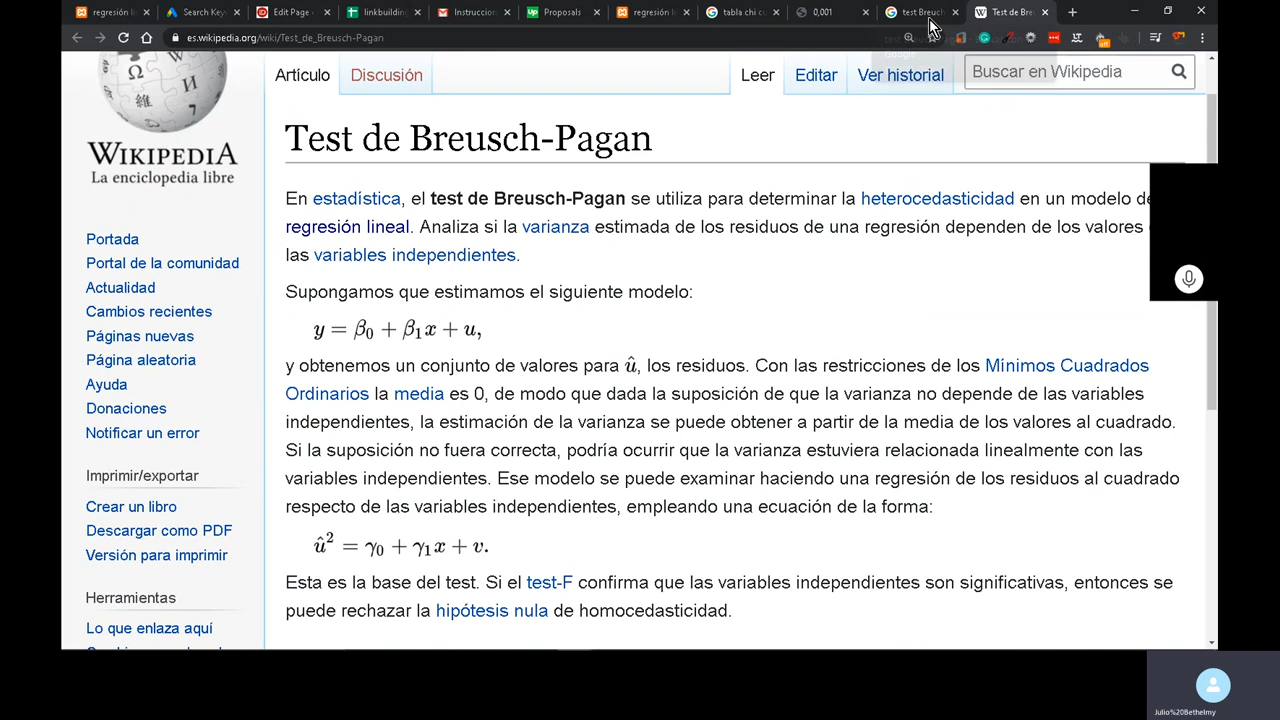 regresión li
Search Key
Edit Page
linkbuilding
Instruccion
Proposals
regresión li
tabla chi cu
0,001
test Breuch
Test de Bre
es.wikipedia.org/wiki/Test_de_Breusch-Pagan
Artículo
Discusión
Leer
Editar
Ver historial
Buscar en Wikipedia
WIKIPEDIA
La enciclopedia libre
Portada
Portal de la comunidad
Actualidad
Cambios recientes
Páginas nuevas
Página aleatoria
Ayuda
Donaciones
Notificar un error
Imprimir/exportar
Crear un libro
Descargar como PDF
Versión para imprimir
Herramientas
Lo que enlaza aquí
Test de Breusch-Pagan
En estadística, el test de Breusch-Pagan se utiliza para determinar la heterocedasticidad en un modelo de
regresión lineal. Analiza si la varianza estimada de los residuos de una regresión dependen de los valores
las variables independientes.
Supongamos que estimamos el siguiente modelo:
y = β₀ + β₁x + u,
y obtenemos un conjunto de valores para û, los residuos. Con las restricciones de los Mínimos Cuadrados
Ordinarios la media es 0, de modo que dada la suposición de que la varianza no depende de las variables
independientes, la estimación de la varianza se puede obtener a partir de la media de los valores al cuadrado.
Si la suposición no fuera correcta, podría ocurrir que la varianza estuviera relacionada linealmente con las
variables independientes. Ese modelo se puede examinar haciendo una regresión de los residuos al cuadrado
respecto de las variables independientes, empleando una ecuación de la forma:
û² = γ₀ + γ₁x + v.
Esta es la base del test. Si el test-F confirma que las variables independientes son significativas, entonces se
puede rechazar la hipótesis nula de homocedasticidad.
Julio%20Bethelmy